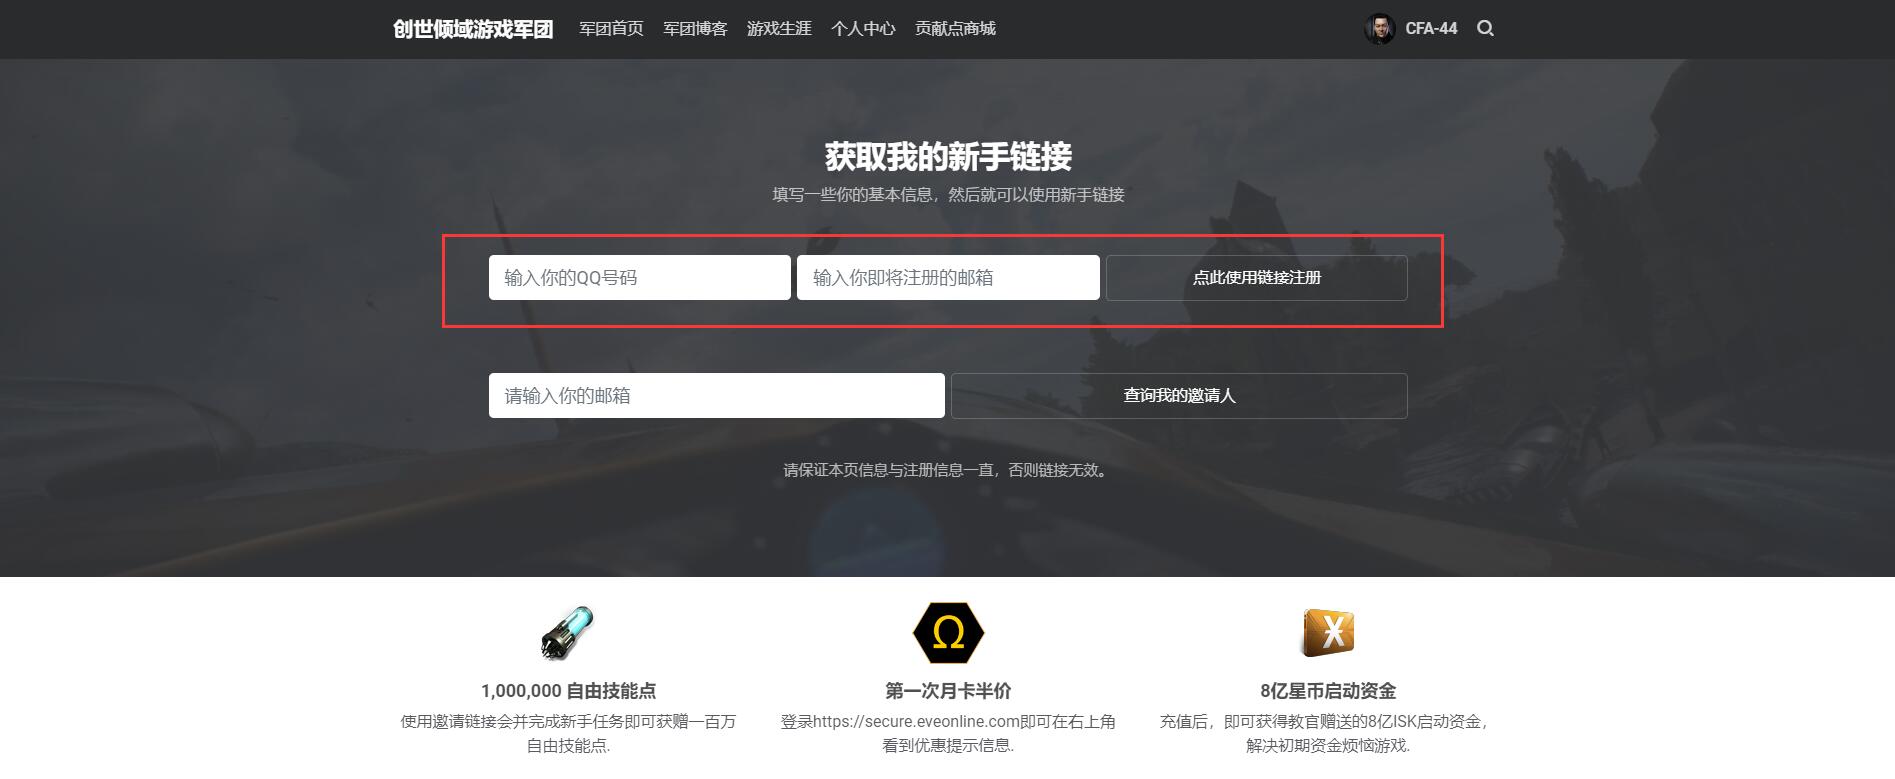 创世倾域游戏军团 军团首页 军团博客 游戏生涯 个人中心 贡献点商城 CFA-44
获取我的新手链接
填写一些你的基本信息，然后就可以使用新手链接
输入你的QQ号码 输入你即将注册的邮箱 点此使用链接注册
请输入你的邮箱 查询我的邀请人
请保证本页信息与注册信息一直，否则链接无效。
1,000,000 自由技能点
使用邀请链接会并完成新手任务即可获赠一百万
自由技能点.
第一次月卡半价
登录https://secure.eveonline.com即可在右上角
看到优惠提示信息.
8亿星币启动资金
充值后，即可获得教官赠送的8亿ISK启动资金，
解决初期资金烦恼游戏.